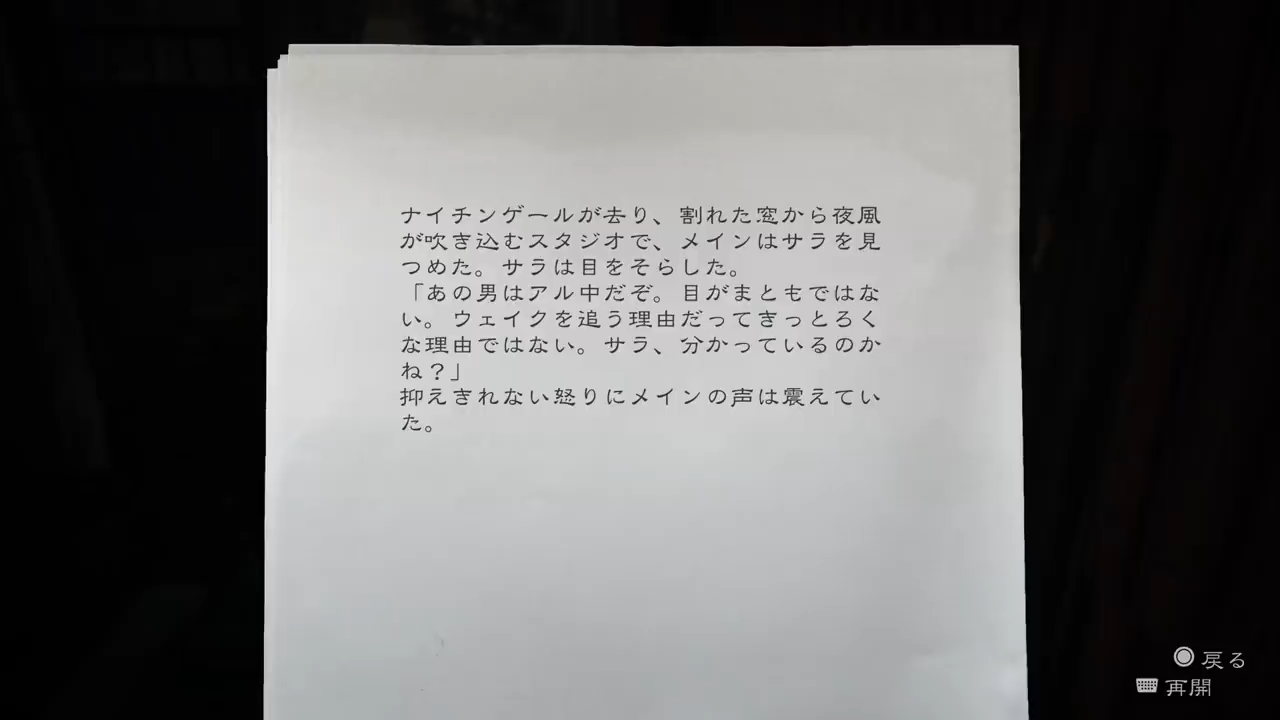 ナイチンゲールが去り、割れた窓から夜風
が吹き込むスタジオで、メインはサラを見
つめた。サラは目をそらした。
「あの男はアル中だぞ。目がまともではな
い。ウェイクを追う理由だってきっとろく
な理由ではない。サラ、分かっているのか
ね？」
抑えきれない怒りにメインの声は震えてい
た。
戻る
再開